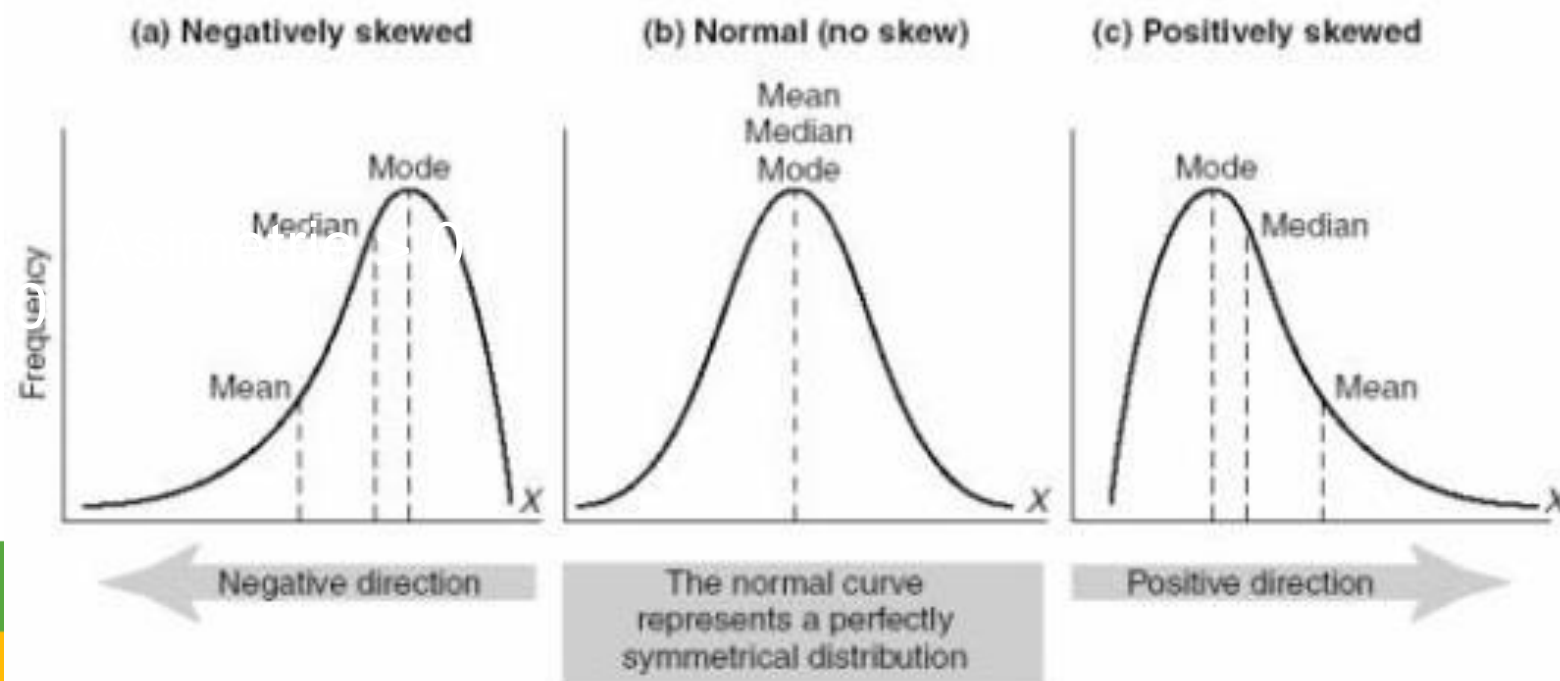 (a) Negatively skewed
(b) Normal (no skew)
(c) Positively skewed
Frequency
Mode
Median
Mean
X
Mean
Median
Mode
X
Mode
Median
Mean
X
Negative direction
The normal curve
represents a perfectly
symmetrical distribution
Positive direction